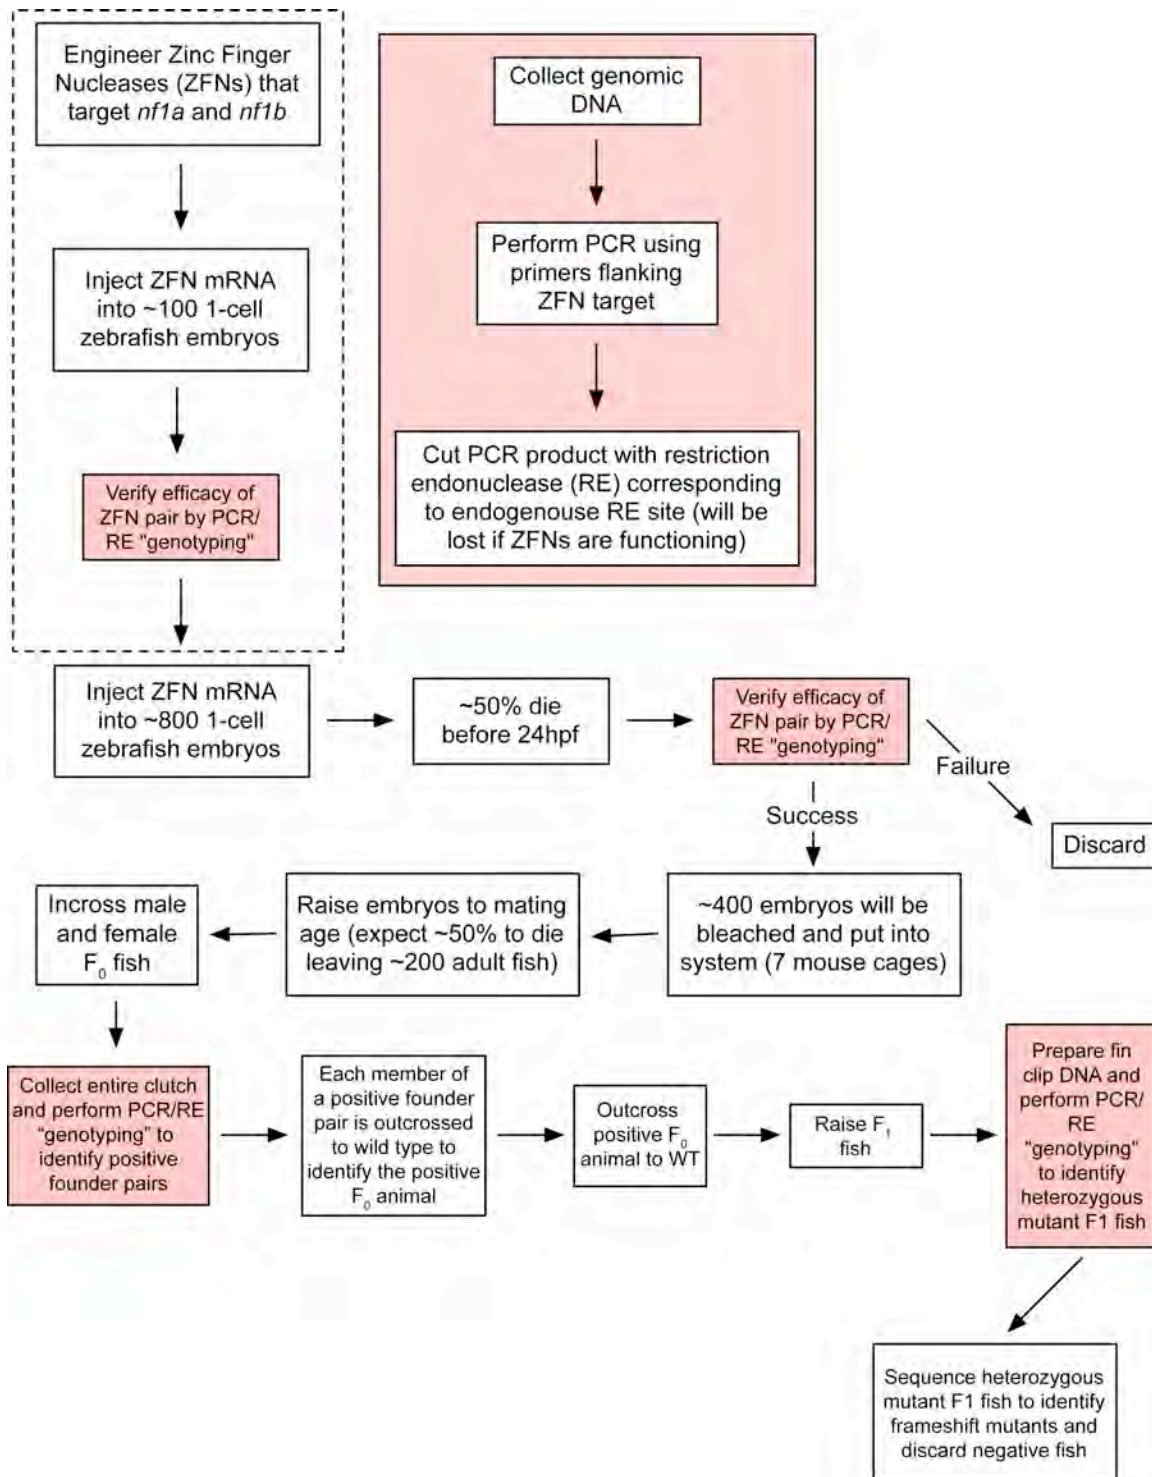 Engineer Zinc Finger
Nucleases (ZFNs) that
target nf1a and nf1b
Inject ZFN mRNA
into ~100 1-cell
zebrafish embryos
Verify efficacy of
ZFN pair by PCR/
RE "genotyping"
Collect genomic
DNA
Perform PCR using
primers flanking
ZFN target
Cut PCR product with restriction
endonuclease (RE) corresponding
to endogenouse RE site (will be
lost if ZFNs are functioning)
Inject ZFN mRNA
into ~800 1-cell
zebrafish embryos
~50% die
before 24hpf
Verify efficacy of
ZFN pair by PCR/
RE "genotyping"
Failure
Discard
Success
~400 embryos will be
bleached and put into
system (7 mouse cages)
Raise embryos to mating
age (expect ~50% to die
leaving ~200 adult fish)
Incross male
and female
F0 fish
Collect entire clutch
and perform PCR/RE
"genotyping" to
identify positive
founder pairs
Each member of
a positive founder
pair is outcrossed
to wild type to
identify the positive
F0 animal
Outcross
positive F0
animal to WT
Raise F1
fish
Prepare fin
clip DNA and
perform PCR/
RE
"genotyping"
to identify
heterozygous
mutant F1 fish
Sequence heterozygous
mutant F1 fish to identify
frameshift mutants and
discard negative fish